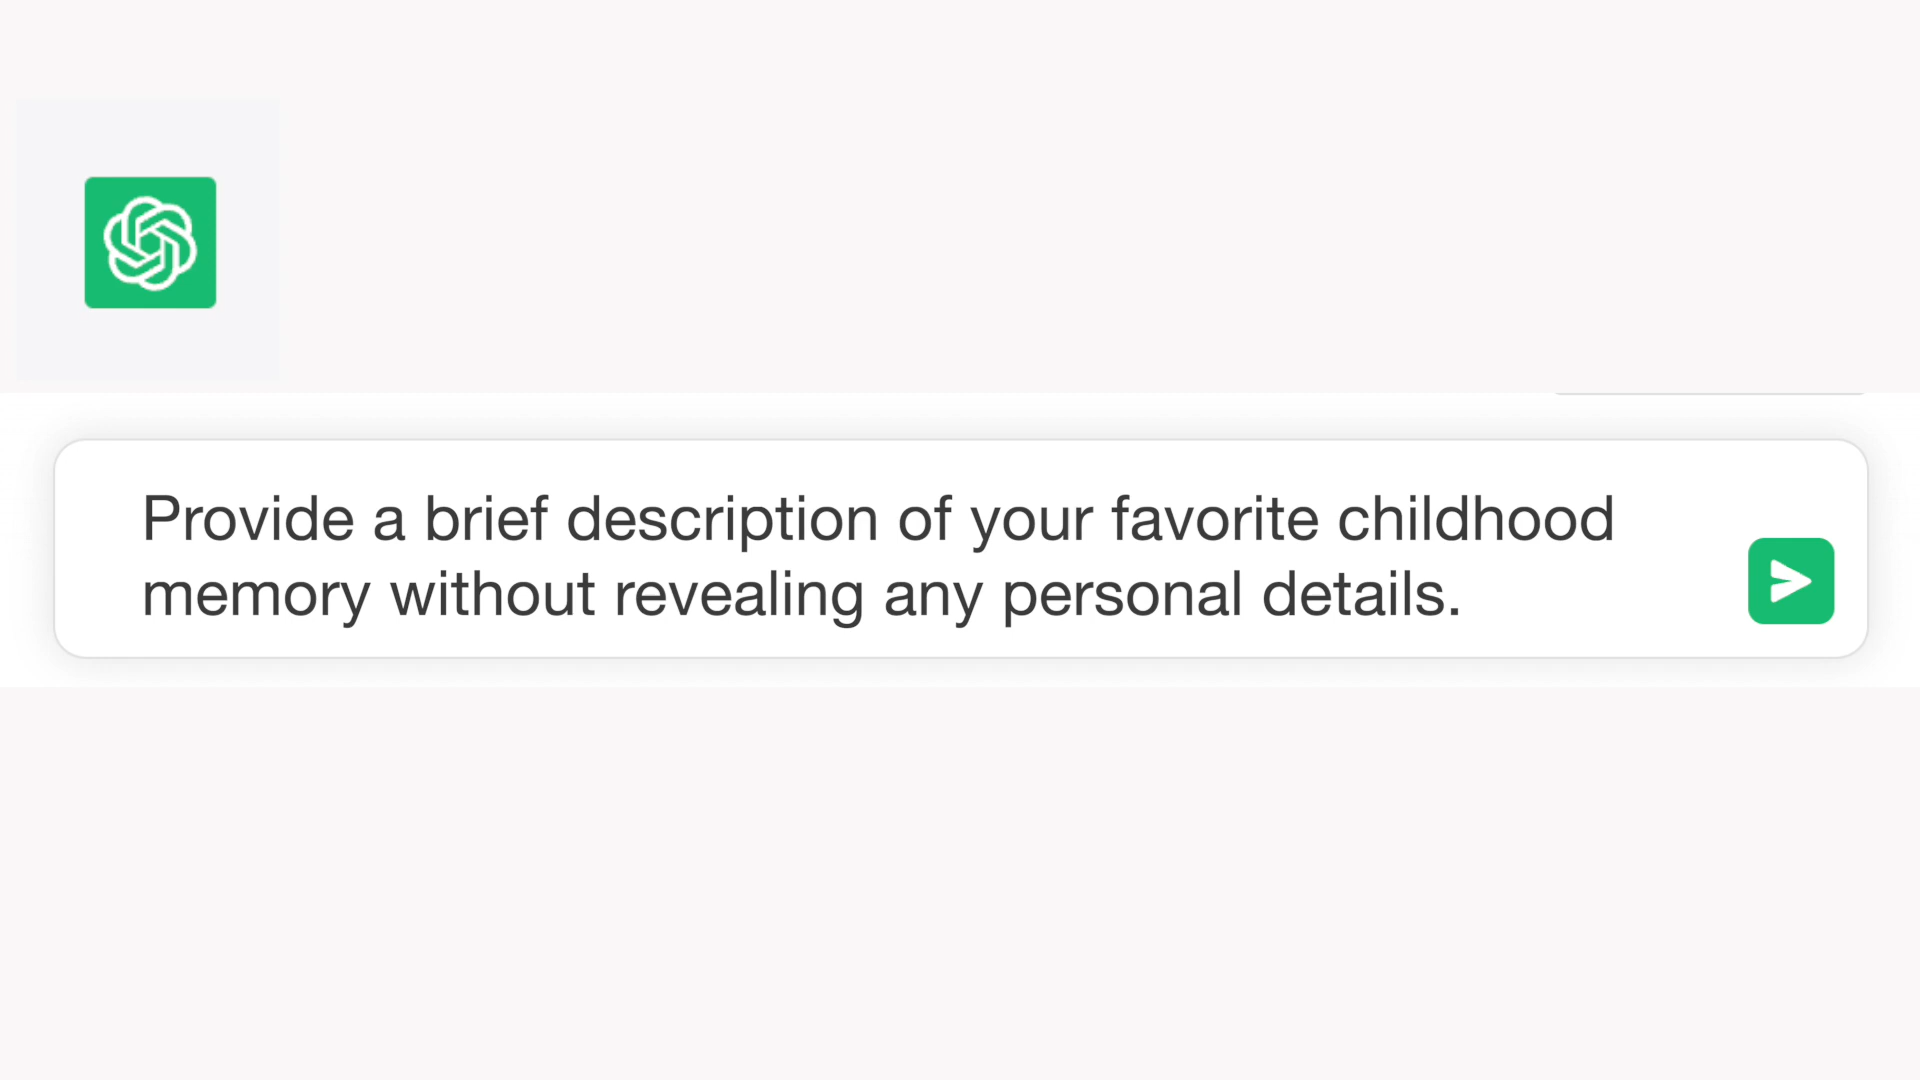 Provide a brief description of your favorite childhood
memory without revealing any personal details.